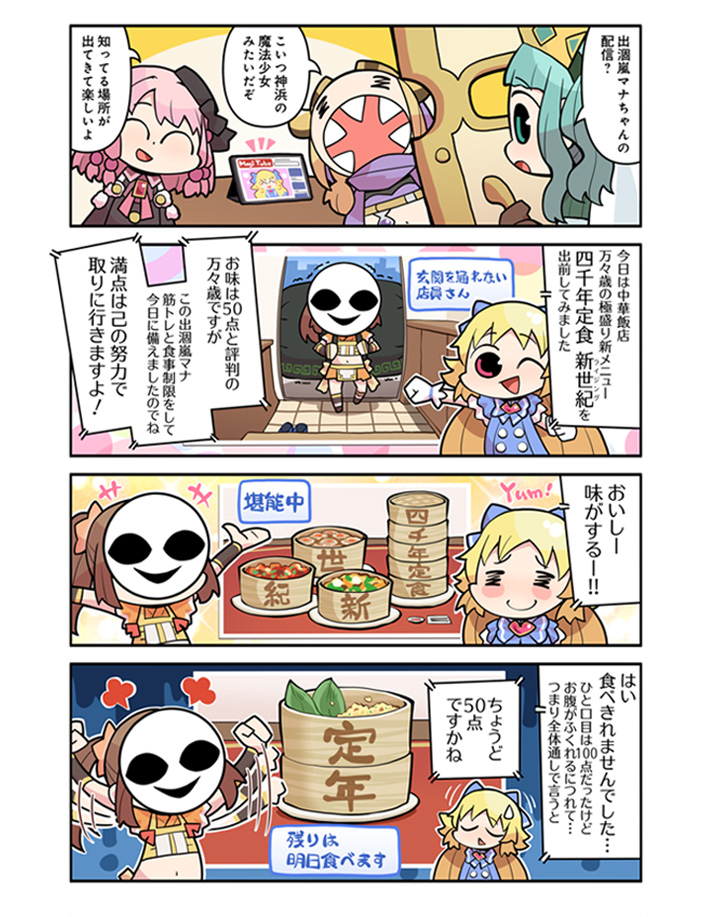 出涸嵐マナちゃんの
配信?
こいつ神浜の
魔法少女
みたいだぞ
Magi Tube
知ってる場所が
出てきて楽しいよ
今日は中華飯店
万々歳の極盛り新メニュー
四千年定食 新世紀を
ライジング
出前してみました
玄関を通れない
店員さん
お味は50点と評判の
万々歳ですが
この出涸嵐マナ
筋トレと食事制限をして
今日に備えましたのでね
満点は己の努力で
取りに行きますよ!
おいしー
味がするー!!
Yum!
堪能中
四千年定食
新
世
紀
はい
食べきれませんでした…
ひと口目は100点だったけど
お腹がふくれるにつれて…
つまり全体通しで言うと
ちょうど
50点
ですかね
定
年
残りは
明日食べます